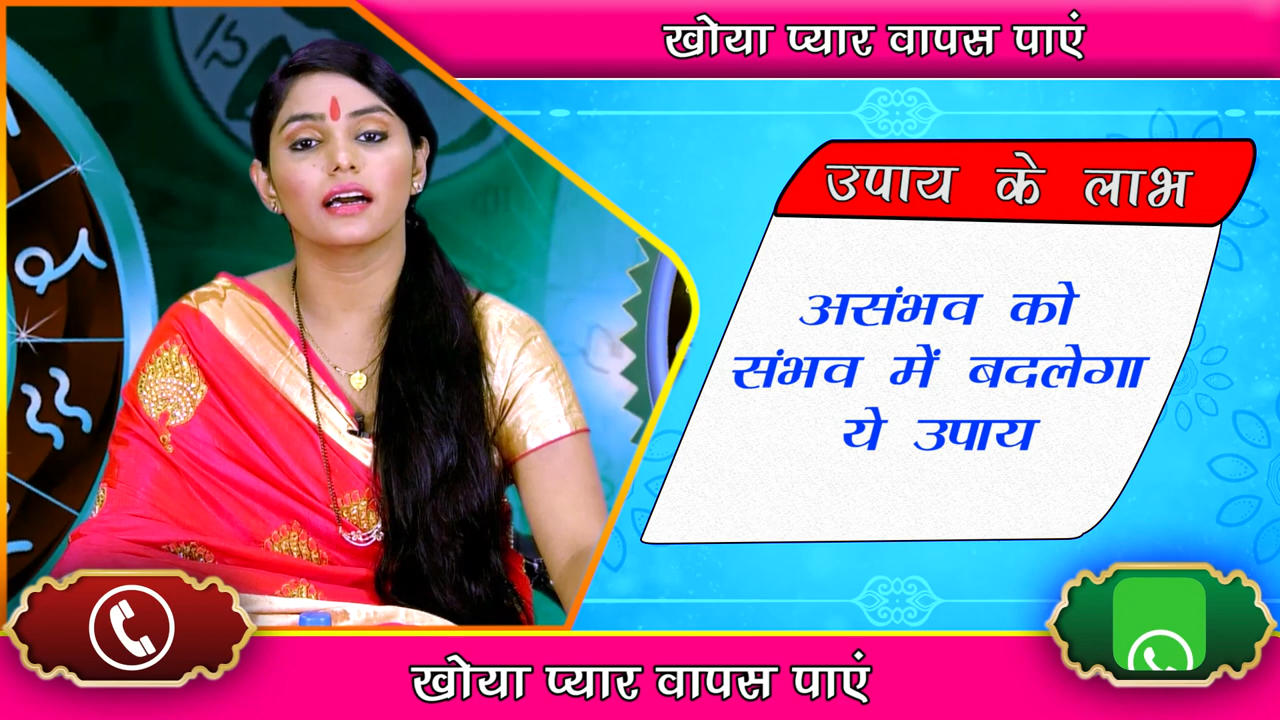 खोया प्यार वापस पाएं
उपाय के लाभ
असंभव को
संभव में बदलेगा
ये उपाय
खोया प्यार वापस पाएं